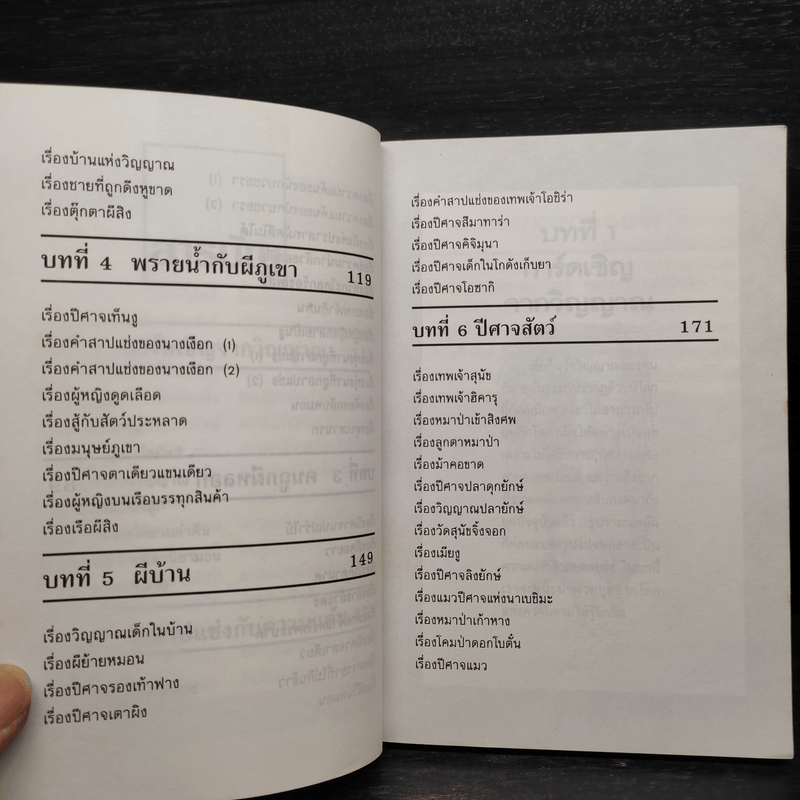 เรื่องบ้านแห่งวิญญาณ
เรื่องชายที่ถูกดึงหูขาด
เรื่องตุ๊กตาผีสิง
บทที่ 4 พรายน้ำกับผีภูเขา 119
เรื่องปีศาจเท็นงู
เรื่องคำสาปแช่งของนางเงือก (1)
เรื่องคำสาปแช่งของนางเงือก (2)
เรื่องผู้หญิงดูดเลือด
เรื่องสู้กับสัตว์ประหลาด
เรื่องมนุษย์ภูเขา
เรื่องปีศาจตาเดียวแขนเดียว
เรื่องผู้หญิงบนเรือบรรทุกสินค้า
เรื่องเรือผีสิง
บทที่ 5 ผีบ้าน 149
เรื่องวิญญาณเด็กในบ้าน
เรื่องผีย้ายหมอน
เรื่องปีศาจรองเท้าฟาง
เรื่องปีศาจเตาผิง
เรื่องคำสาปแช่งของเทพเจ้าโอชิร่า
เรื่องปีศาจสีมาทาร่า
เรื่องปีศาจคิจิมุนา
เรื่องปีศาจเด็กในโกดังเก็บยา
เรื่องปีศาจโอซากิ
บทที่ 6 ปีศาจสัตว์ 171
เรื่องเทพเจ้าสุนัข
เรื่องเทพเจ้าฮิคารุ
เรื่องหมาป่าเข้าสิงศพ
เรื่องลูกตาหมาป่า
เรื่องม้าคอขาด
เรื่องปีศาจปลาดุกยักษ์
เรื่องวิญญาณปลายักษ์
เรื่องวัดสุนัขจิ้งจอก
เรื่องเมียงู
เรื่องปีศาจลิงยักษ์
เรื่องแมวปีศาจแห่งนาเบชิมะ
เรื่องหมาป่าเก้าหาง
เรื่องโคมป่าดอกโบตั๋น
เรื่องปีศาจแมว